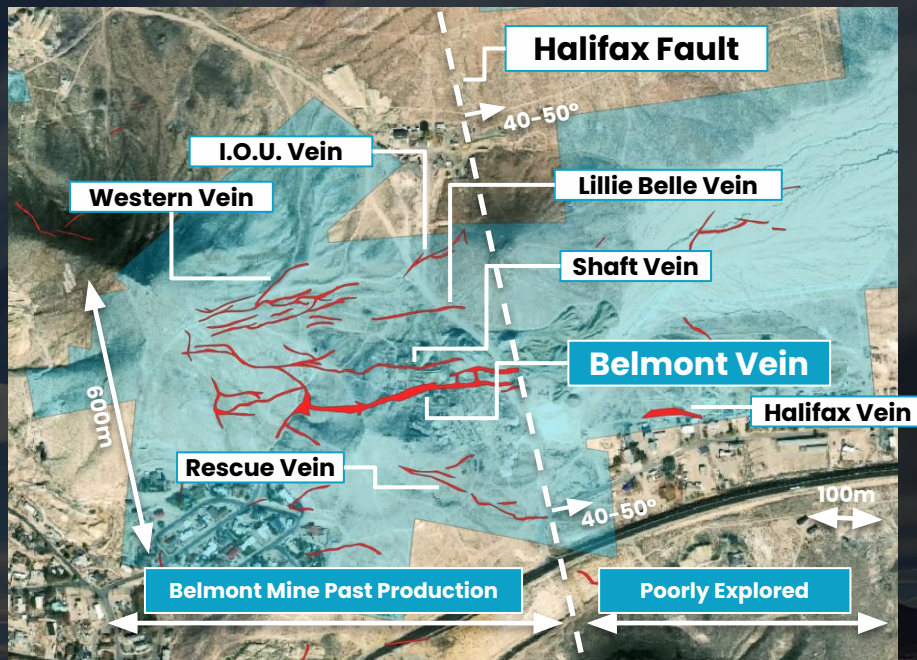 Halifax Fault
40-50°
I.O.U. Vein
Western Vein
Lillie Belle Vein
Shaft Vein
Belmont Vein
600m
Halifax Vein
Rescue Vein
100m
40-50°
Belmont Mine Past Production
Poorly Explored